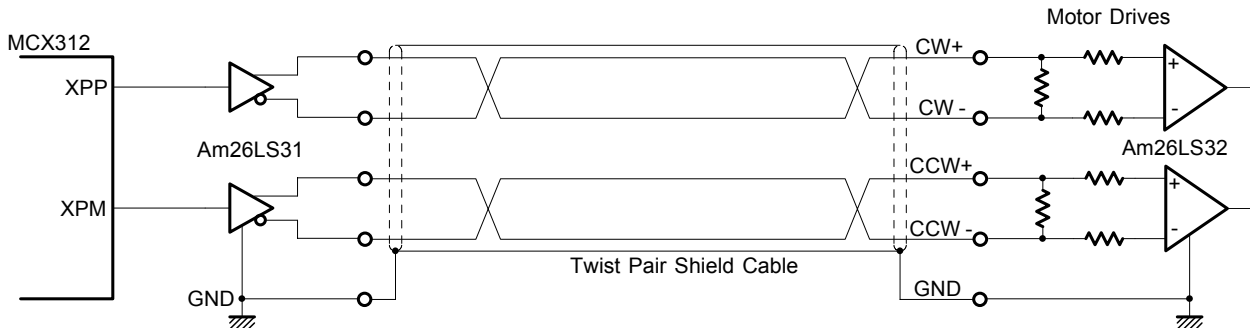 Motor Drives
MCX312
CW+
XPP
+
-
CW -
Am26LS31
Am26LS32
CCW+
XPM
+
-
CCW -
Twist Pair Shield Cable
GND
GND